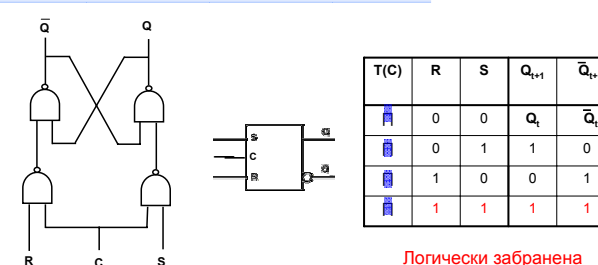 Q̅ Q
R C S
S Q
C
R Q
T(C) R S Qt+1 Q̅t+
0 0 Qt Q̅t
0 1 1 0
1 0 0 1
1 1 1 1
Логически забранена